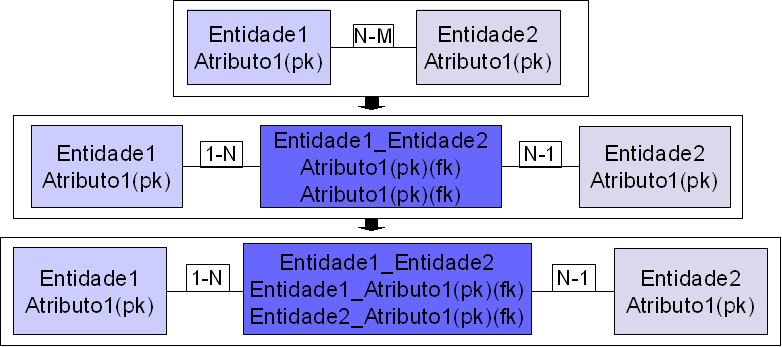 Entidade1
Atributo1(pk)
N-M
Entidade2
Atributo1(pk)
Entidade1
Atributo1(pk)
1-N
Entidade1_Entidade2
Atributo1(pk)(fk)
Atributo1(pk)(fk)
N-1
Entidade2
Atributo1(pk)
Entidade1
Atributo1(pk)
1-N
Entidade1_Entidade2
Entidade1_Atributo1(pk)(fk)
Entidade2_Atributo1(pk)(fk)
N-1
Entidade2
Atributo1(pk)